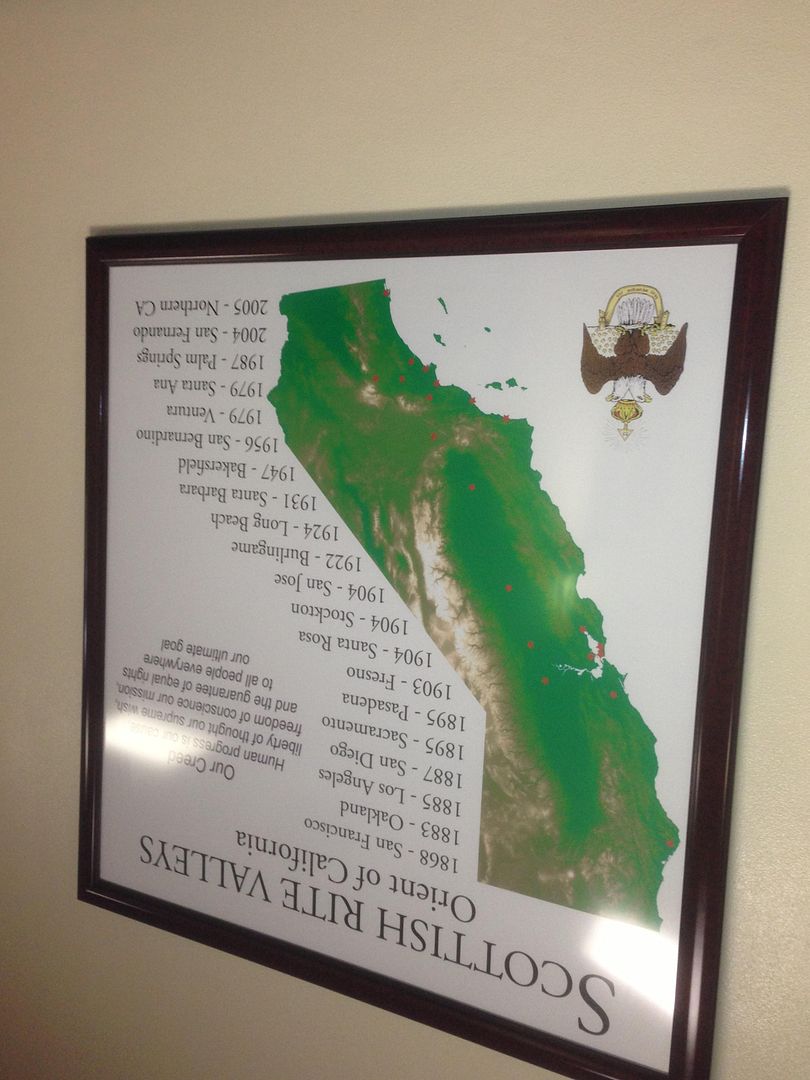 SCOTTISH RITE VALLEYS
Orient of California
1868 - San Francisco
1883 - Oakland
1885 - Los Angeles
1887 - San Diego
1895 - Sacramento
1895 - Pasadena
1903 - Fresno
1904 - Santa Rosa
1904 - Stockton
1904 - San Jose
1922 - Burlingame
1924 - Long Beach
1931 - Santa Barbara
1947 - Bakersfield
1956 - San Bernardino
1979 - Ventura
1979 - Santa Ana
1987 - Palm Springs
2004 - San Fernando
2005 - Northern CA
Our Creed
Human progress is our cause
liberty of thought our supreme wish,
freedom of conscience our mission,
and the guarantee of equal rights
to all people everywhere
our ultimate goal